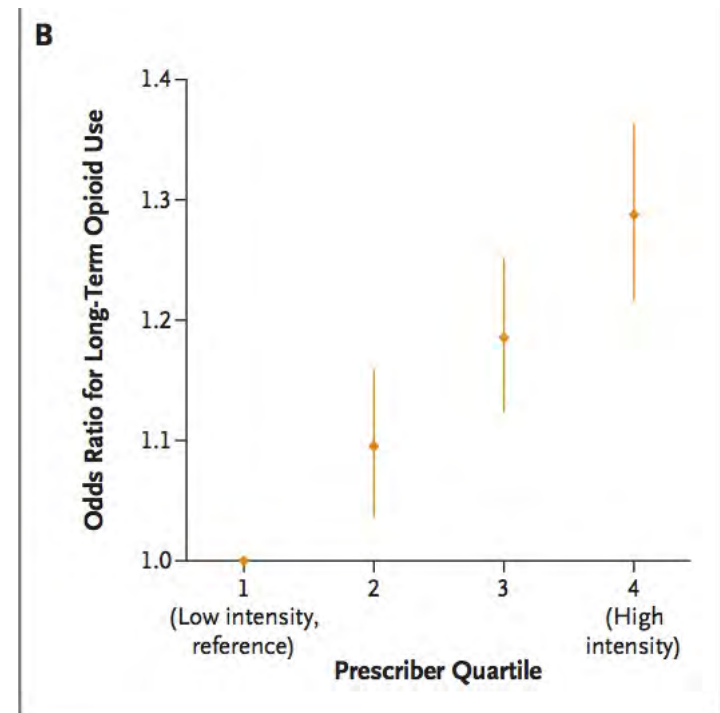 B
Odds Ratio for Long-Term Opioid Use
1.4
1.3
1.2
1.1
1.0
1
2
3
4
(Low intensity,
reference)
(High
intensity)
Prescriber Quartile